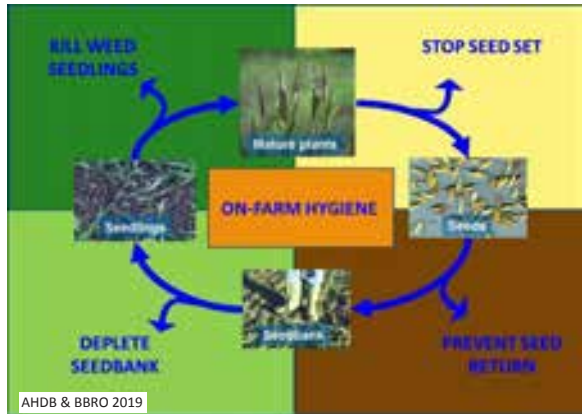 KILL WEED
SEEDLINGS
STOP SEED SET
Mature plants
Seedlings
ON-FARM HYGIENE
Seeds
Seedbank
DEPLETE
SEEDBANK
PREVENT SEED
RETURN
AHDB & BBRO 2019